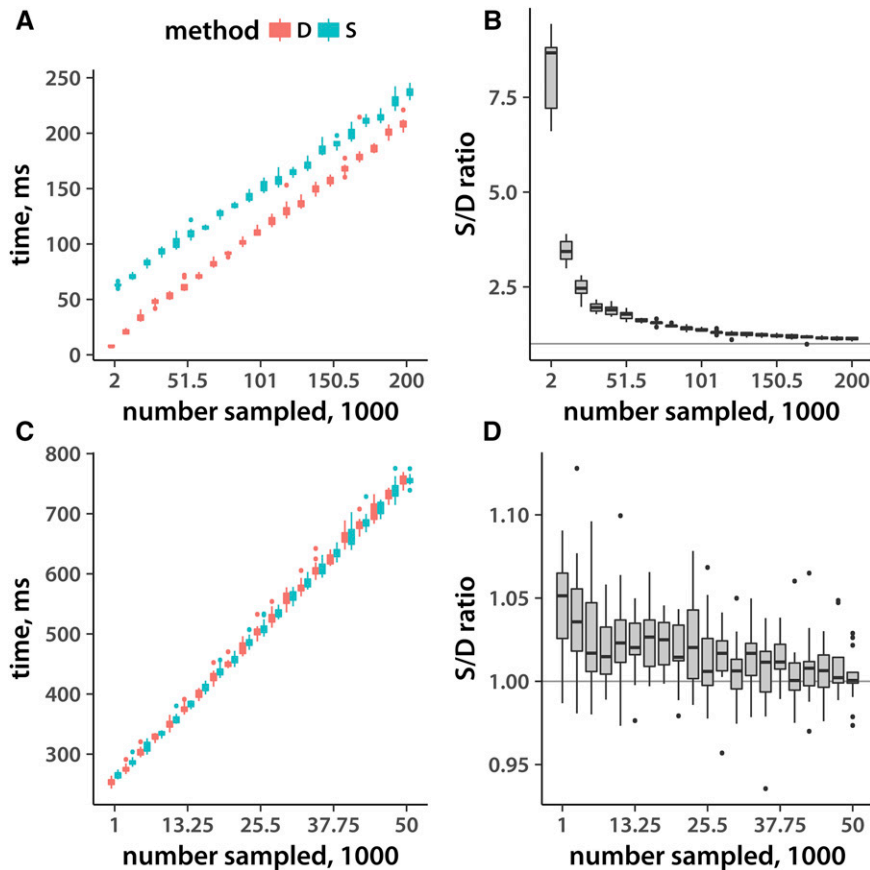 A
method D S
B
time, ms
250
200
150
100
50
0
2 51.5 101 150.5 200
number sampled, 1000
S/D ratio
7.5
5.0
2.5
2 51.5 101 150.5 200
number sampled, 1000
C
time, ms
800
700
600
500
400
300
1 13.25 25.5 37.75 50
number sampled, 1000
D
S/D ratio
1.10
1.05
1.00
0.95
1 13.25 25.5 37.75 50
number sampled, 1000